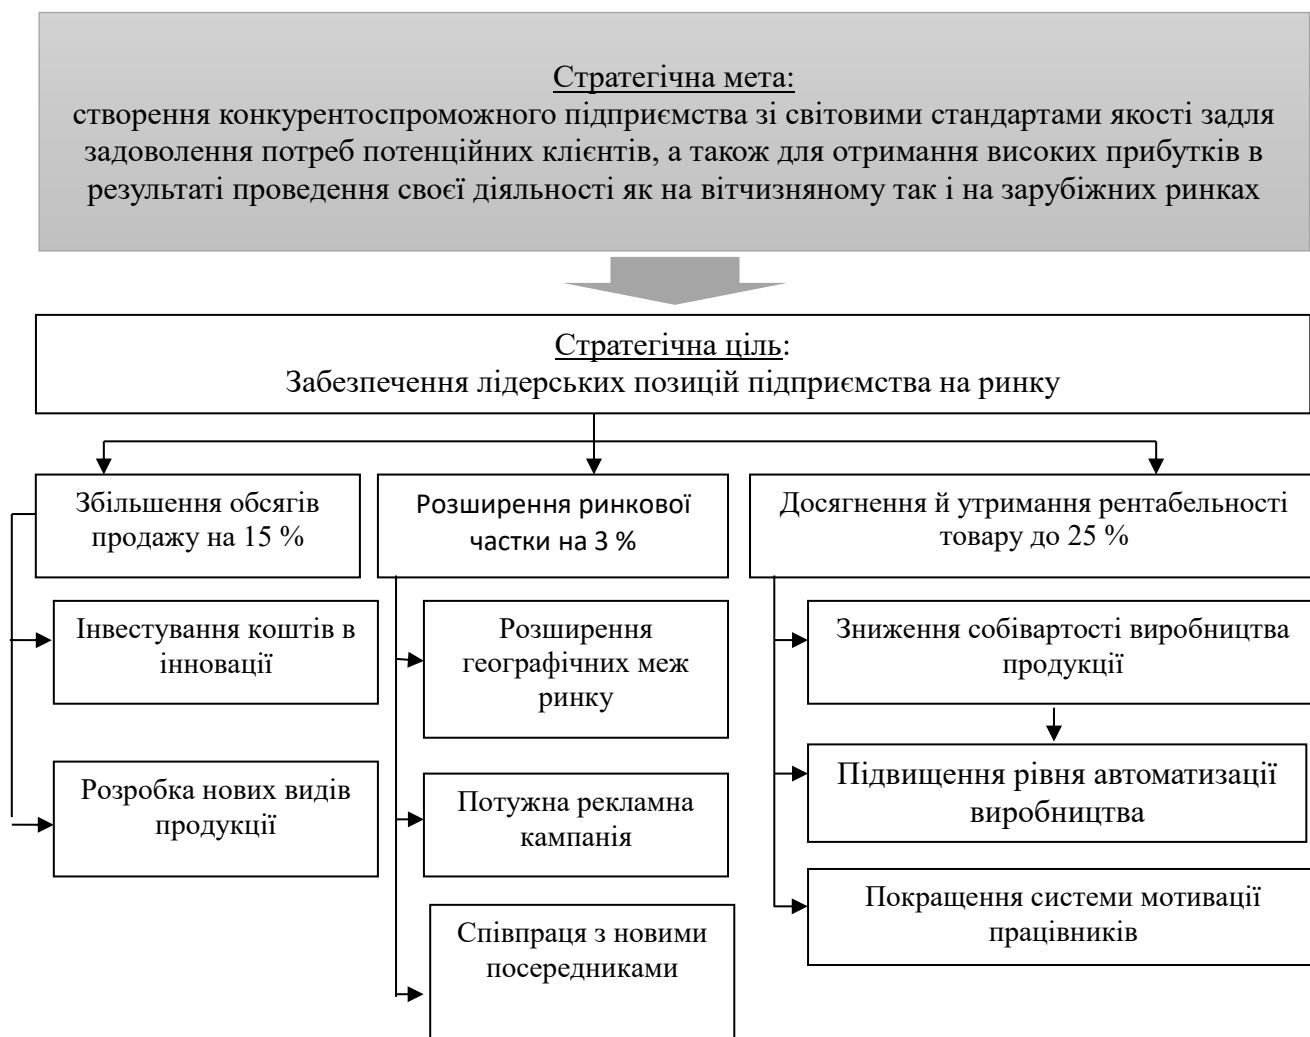 Стратегічна мета:
створення конкурентоспроможного підприємства зі світовими стандартами якості задля
задоволення потреб потенційних клієнтів, а також для отримання високих прибутків в
результаті проведення своєї діяльності як на вітчизняному так і на зарубіжних ринках
Стратегічна ціль:
Забезпечення лідерських позицій підприємства на ринку
Збільшення обсягів
продажу на 15 %
Інвестування коштів в
інновації
Розробка нових видів
продукції
Розширення ринкової
частки на 3 %
Розширення
географічних меж
ринку
Потужна рекламна
кампанія
Співпраця з новими
посередниками
Досягнення й утримання рентабельності
товару до 25 %
Зниження собівартості виробництва
продукції
Підвищення рівня автоматизації
виробництва
Покращення системи мотивації
працівників